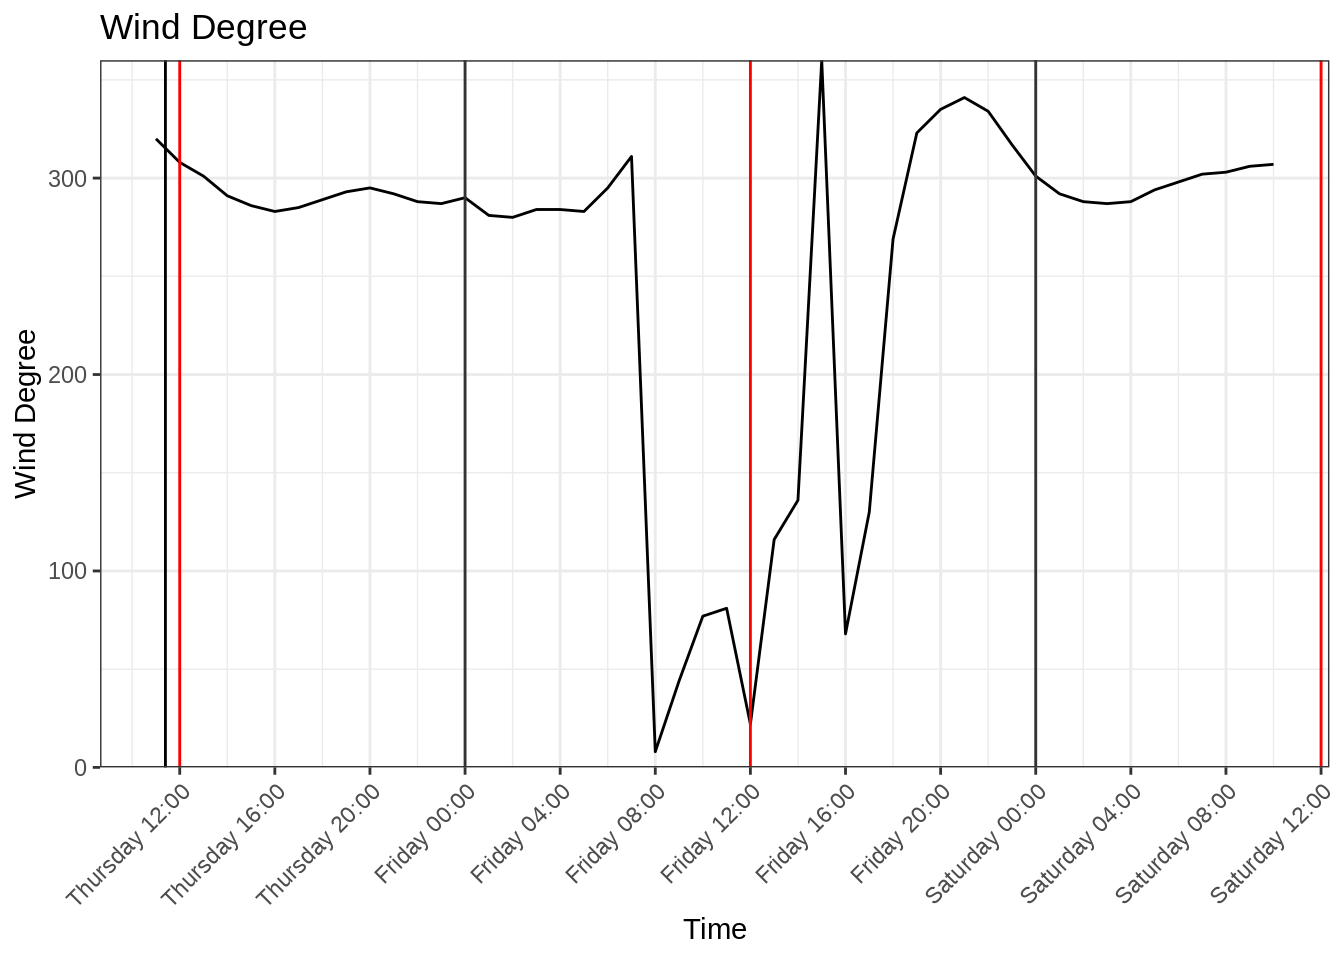 Wind Degree
Wind Degree
300
200
100
0
Thursday 12:00
Thursday 16:00
Thursday 20:00
Friday 00:00
Friday 04:00
Friday 08:00
Friday 12:00
Friday 16:00
Friday 20:00
Saturday 00:00
Saturday 04:00
Saturday 08:00
Saturday 12:00
Time